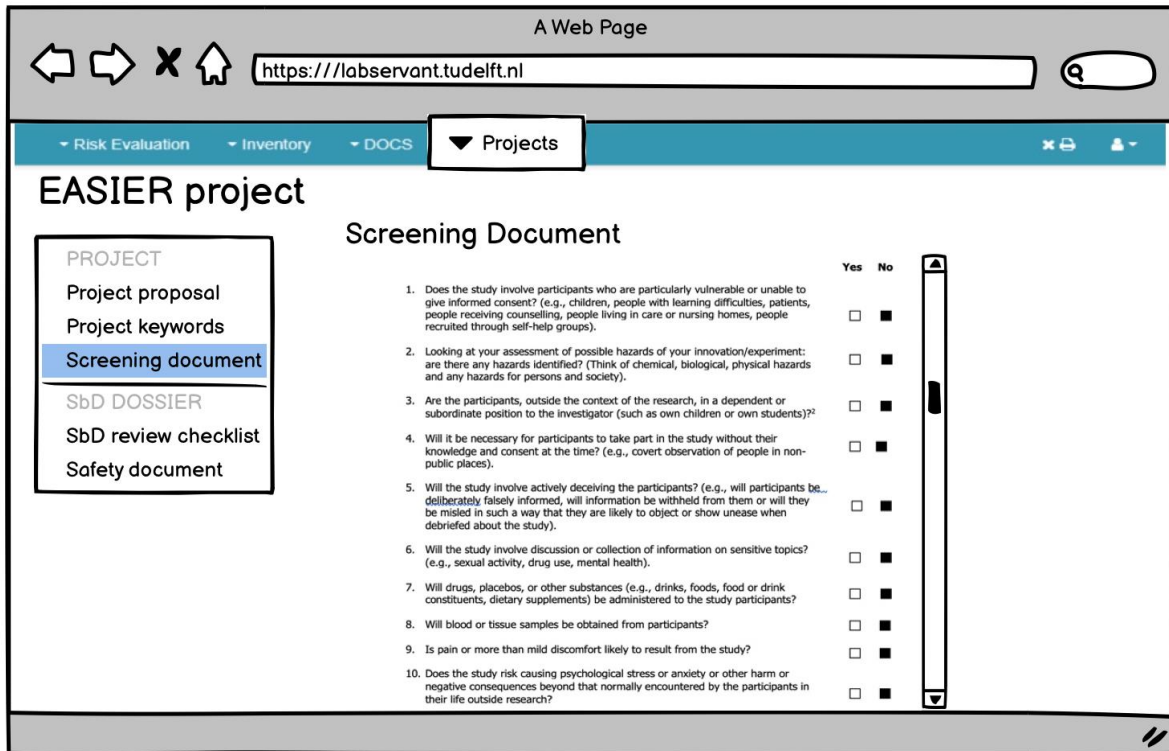 A Web Page
https:///labservant.tudelft.nl
Risk Evaluation Inventory DOCS Projects
EASIER project
PROJECT
Project proposal
Project keywords
Screening document
SbD DOSSIER
SbD review checklist
Safety document
Screening Document
Yes No
1. Does the study involve participants who are particularly vulnerable or unable to
give informed consent? (e.g., children, people with learning difficulties, patients,
people receiving counselling, people living in care or nursing homes, people
recruited through self-help groups).
2. Looking at your assessment of possible hazards of your innovation/experiment:
are there any hazards identified? (Think of chemical, biological, physical hazards
and any hazards for persons and society).
3. Are the participants, outside the context of the research, in a dependent or
subordinate position to the investigator (such as own children or own students)?²
4. Will it be necessary for participants to take part in the study without their
knowledge and consent at the time? (e.g., covert observation of people in non-
public places).
5. Will the study involve actively deceiving the participants? (e.g., will participants be
deliberately falsely informed, will information be withheld from them or will they
be misled in such a way that they are likely to object or show unease when
debriefed about the study).
6. Will the study involve discussion or collection of information on sensitive topics?
(e.g., sexual activity, drug use, mental health).
7. Will drugs, placebos, or other substances (e.g., drinks, foods, food or drink
constituents, dietary supplements) be administered to the study participants?
8. Will blood or tissue samples be obtained from participants?
9. Is pain or more than mild discomfort likely to result from the study?
10. Does the study risk causing psychological stress or anxiety or other harm or
negative consequences beyond that normally encountered by the participants in
their life outside research?